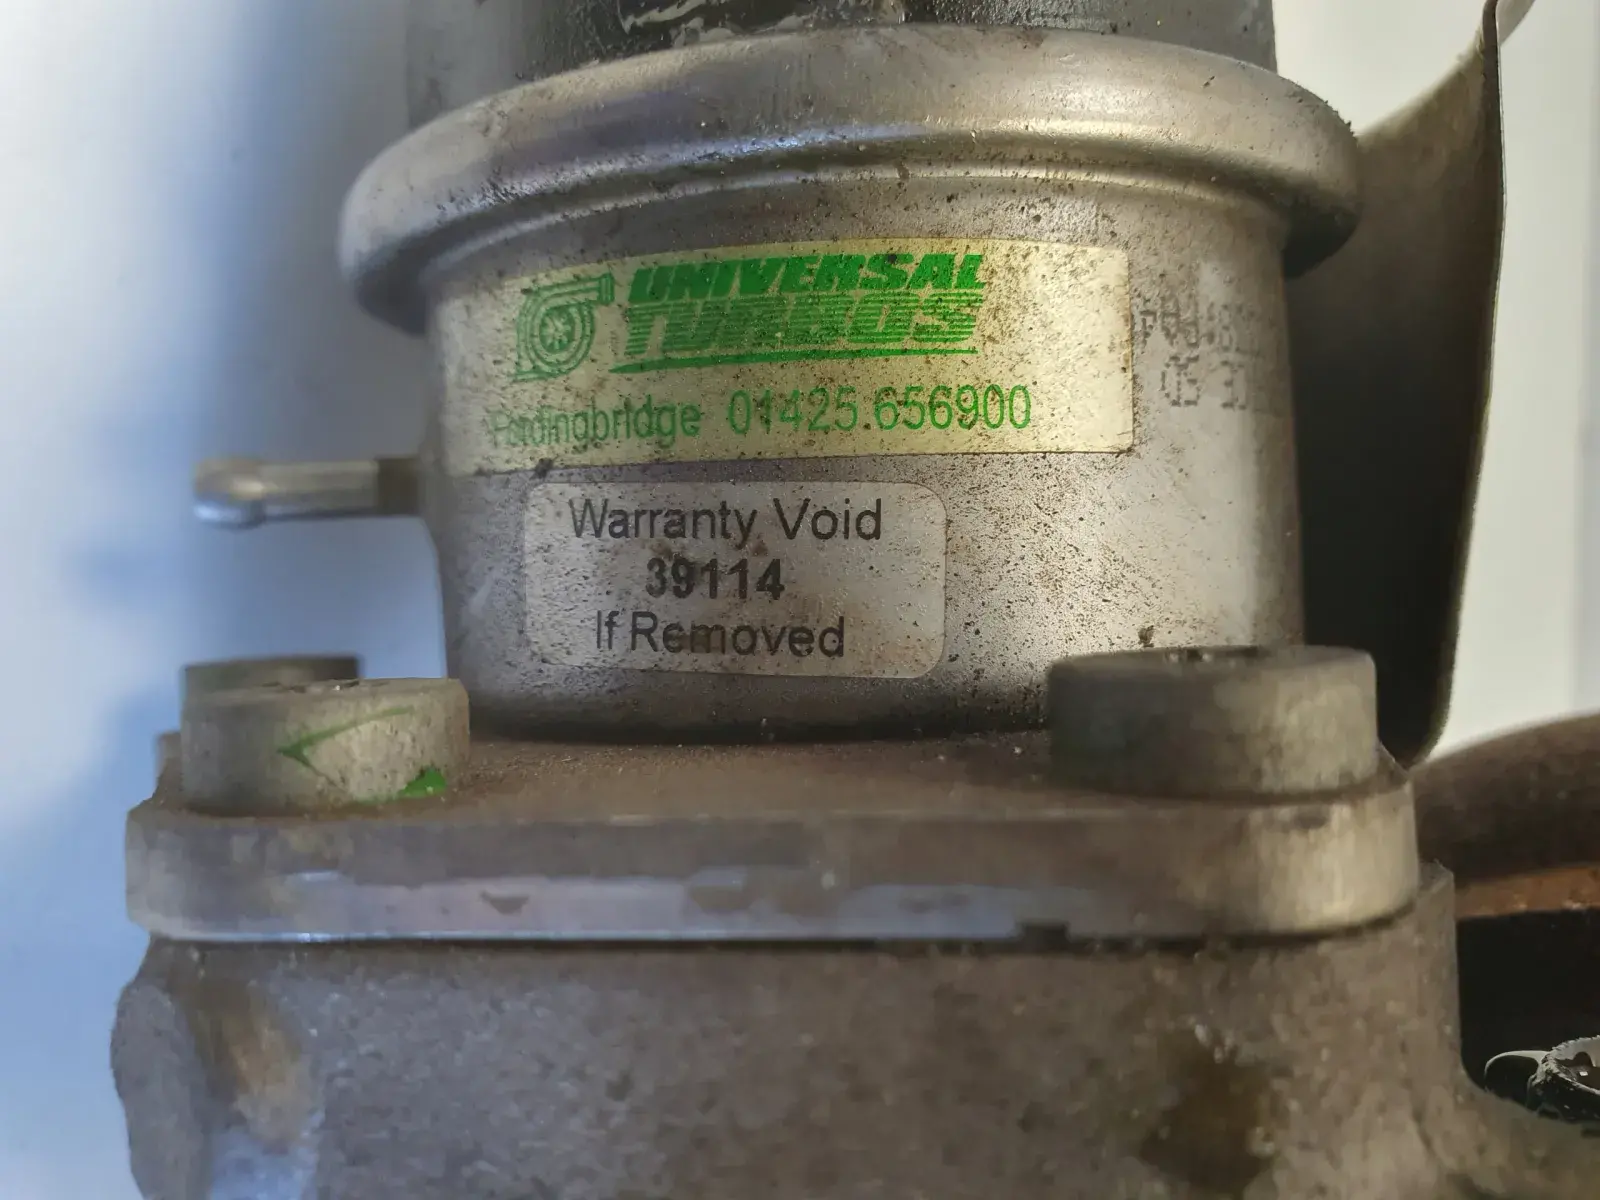 UNIVERSAL
TURBOS
Fordingbridge 01425.656900
Warranty Void
39114
If Removed